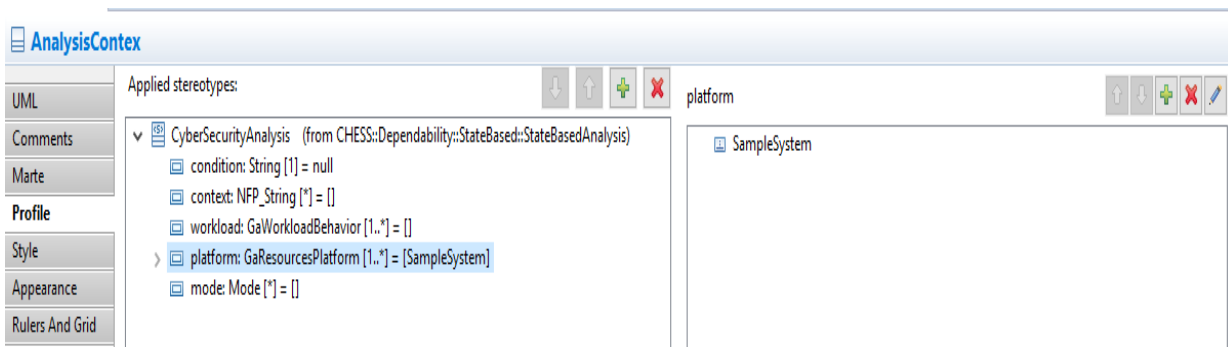 AnalysisContex
UML
Comments
Marte
Profile
Style
Appearance
Rulers And Grid
Applied stereotypes:
CyberSecurityAnalysis (from CHESS::Dependability::StateBased::StateBasedAnalysis)
condition: String [1] = null
context: NFP_String [*] = []
workload: GaWorkloadBehavior [1..*] = []
platform: GaResourcesPlatform [1..*] = [SampleSystem]
mode: Mode [*] = []
platform
SampleSystem